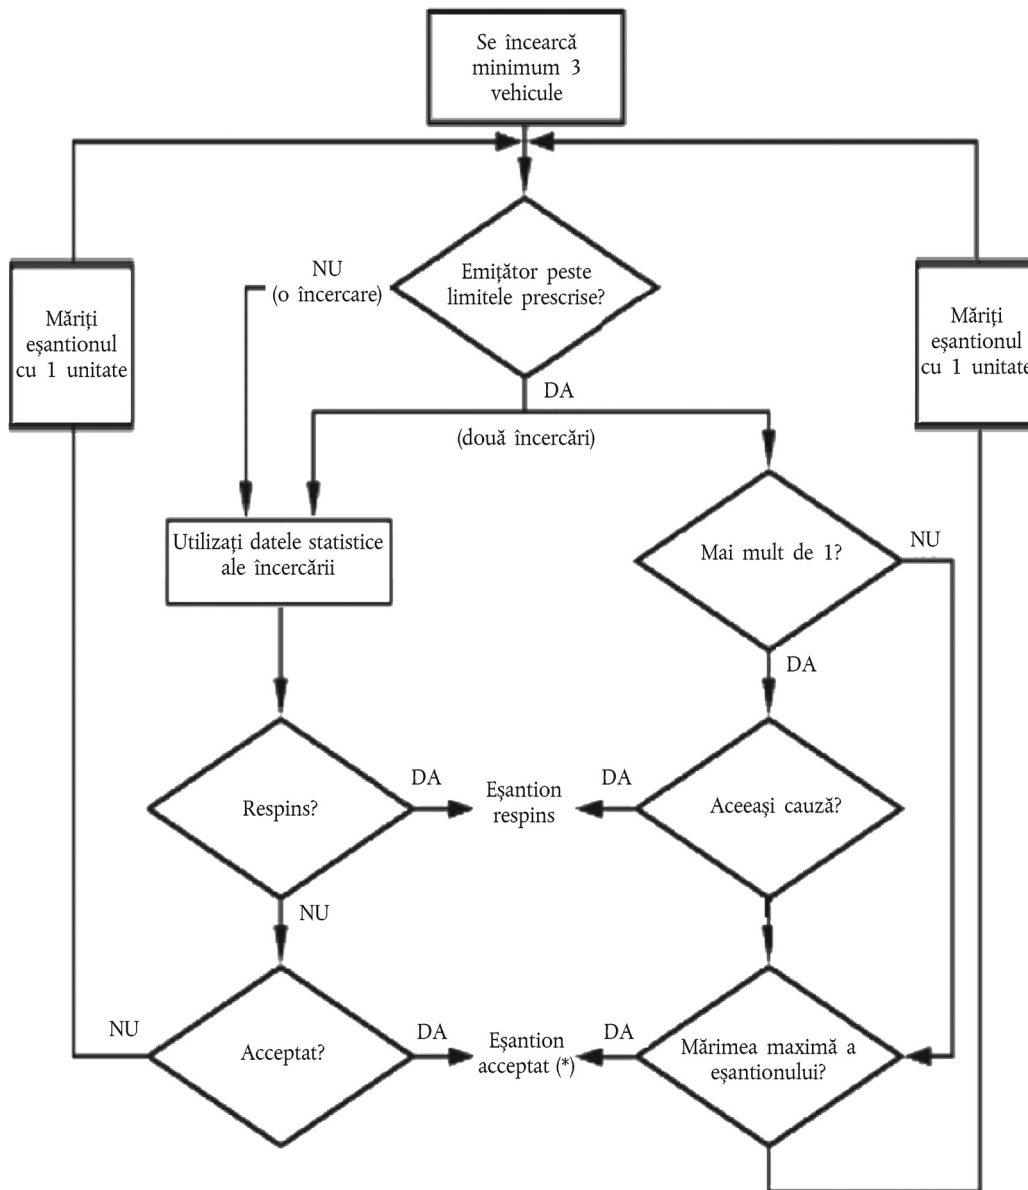 Se încearcă
minimum 3
vehicule
NU
(o încercare)
Emițător peste
limitele prescrise?
Măriți
eșantionul
cu 1 unitate
Măriți
eșantionul
cu 1 unitate
DA
(două încercări)
Utilizați datele statistice
ale încercării
Mai mult de 1?
NU
DA
Respins?
DA
Eșantion
respins
DA
Aceeași cauză?
NU
NU
Acceptat?
DA
Eșantion
acceptat (*)
DA
Mărimea maximă a
eșantionului?